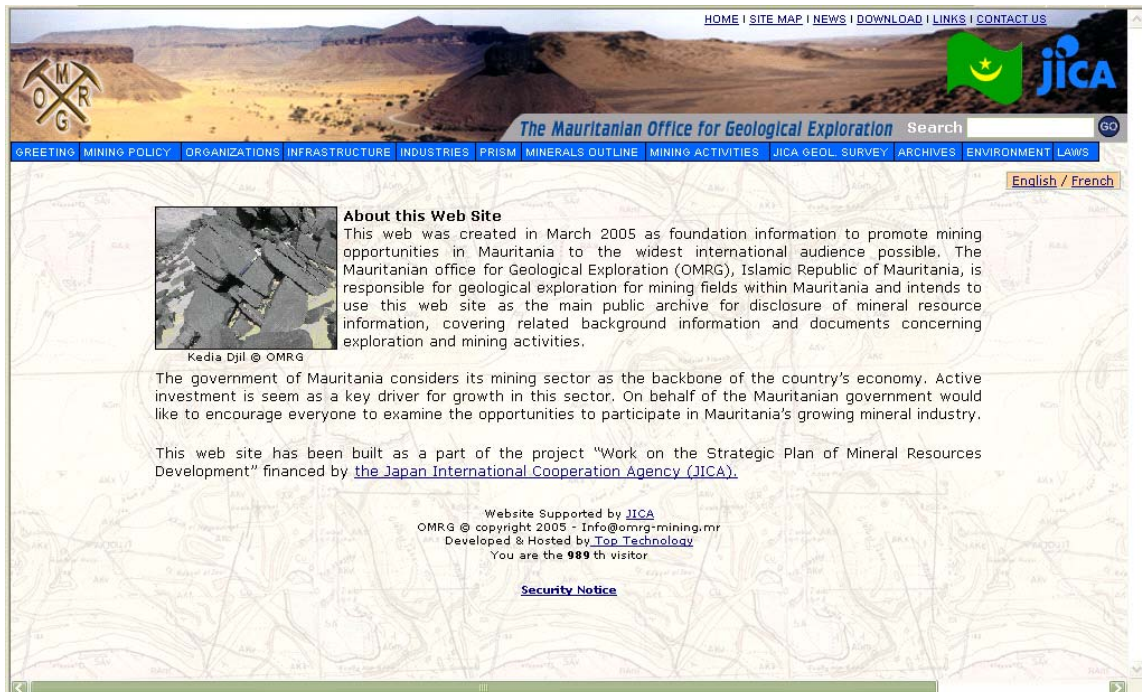 HOME I SITE MAP I NEWS I DOWNLOAD I LINKS I CONTACT US
O M R G
JICA
The Mauritanian Office for Geological Exploration Search GO
GREETING MINING POLICY ORGANIZATIONS INFRASTRUCTURE INDUSTRIES PRISM MINERALS OUTLINE MINING ACTIVITIES JICA GEOL. SURVEY ARCHIVES ENVIRONMENT LAWS
English / French
About this Web Site
This web was created in March 2005 as foundation information to promote mining
opportunities in Mauritania to the widest international audience possible. The
Mauritanian office for Geological Exploration (OMRG), Islamic Republic of Mauritania, is
responsible for geological exploration for mining fields within Mauritania and intends to
use this web site as the main public archive for disclosure of mineral resource
information, covering related background information and documents concerning
exploration and mining activities.
Kedia Djil @ OMRG
The government of Mauritania considers its mining sector as the backbone of the country's economy. Active
investment is seem as a key driver for growth in this sector. On behalf of the Mauritanian government would
like to encourage everyone to examine the opportunities to participate in Mauritania's growing mineral industry.
This web site has been built as a part of the project "Work on the Strategic Plan of Mineral Resources
Development" financed by the Japan International Cooperation Agency (JICA).
Website Supported by JICA
OMRG @ copyright 2005 - Info@omrg-mining.mr
Developed & Hosted by Top Technology
You are the 989 th visitor
Security Notice